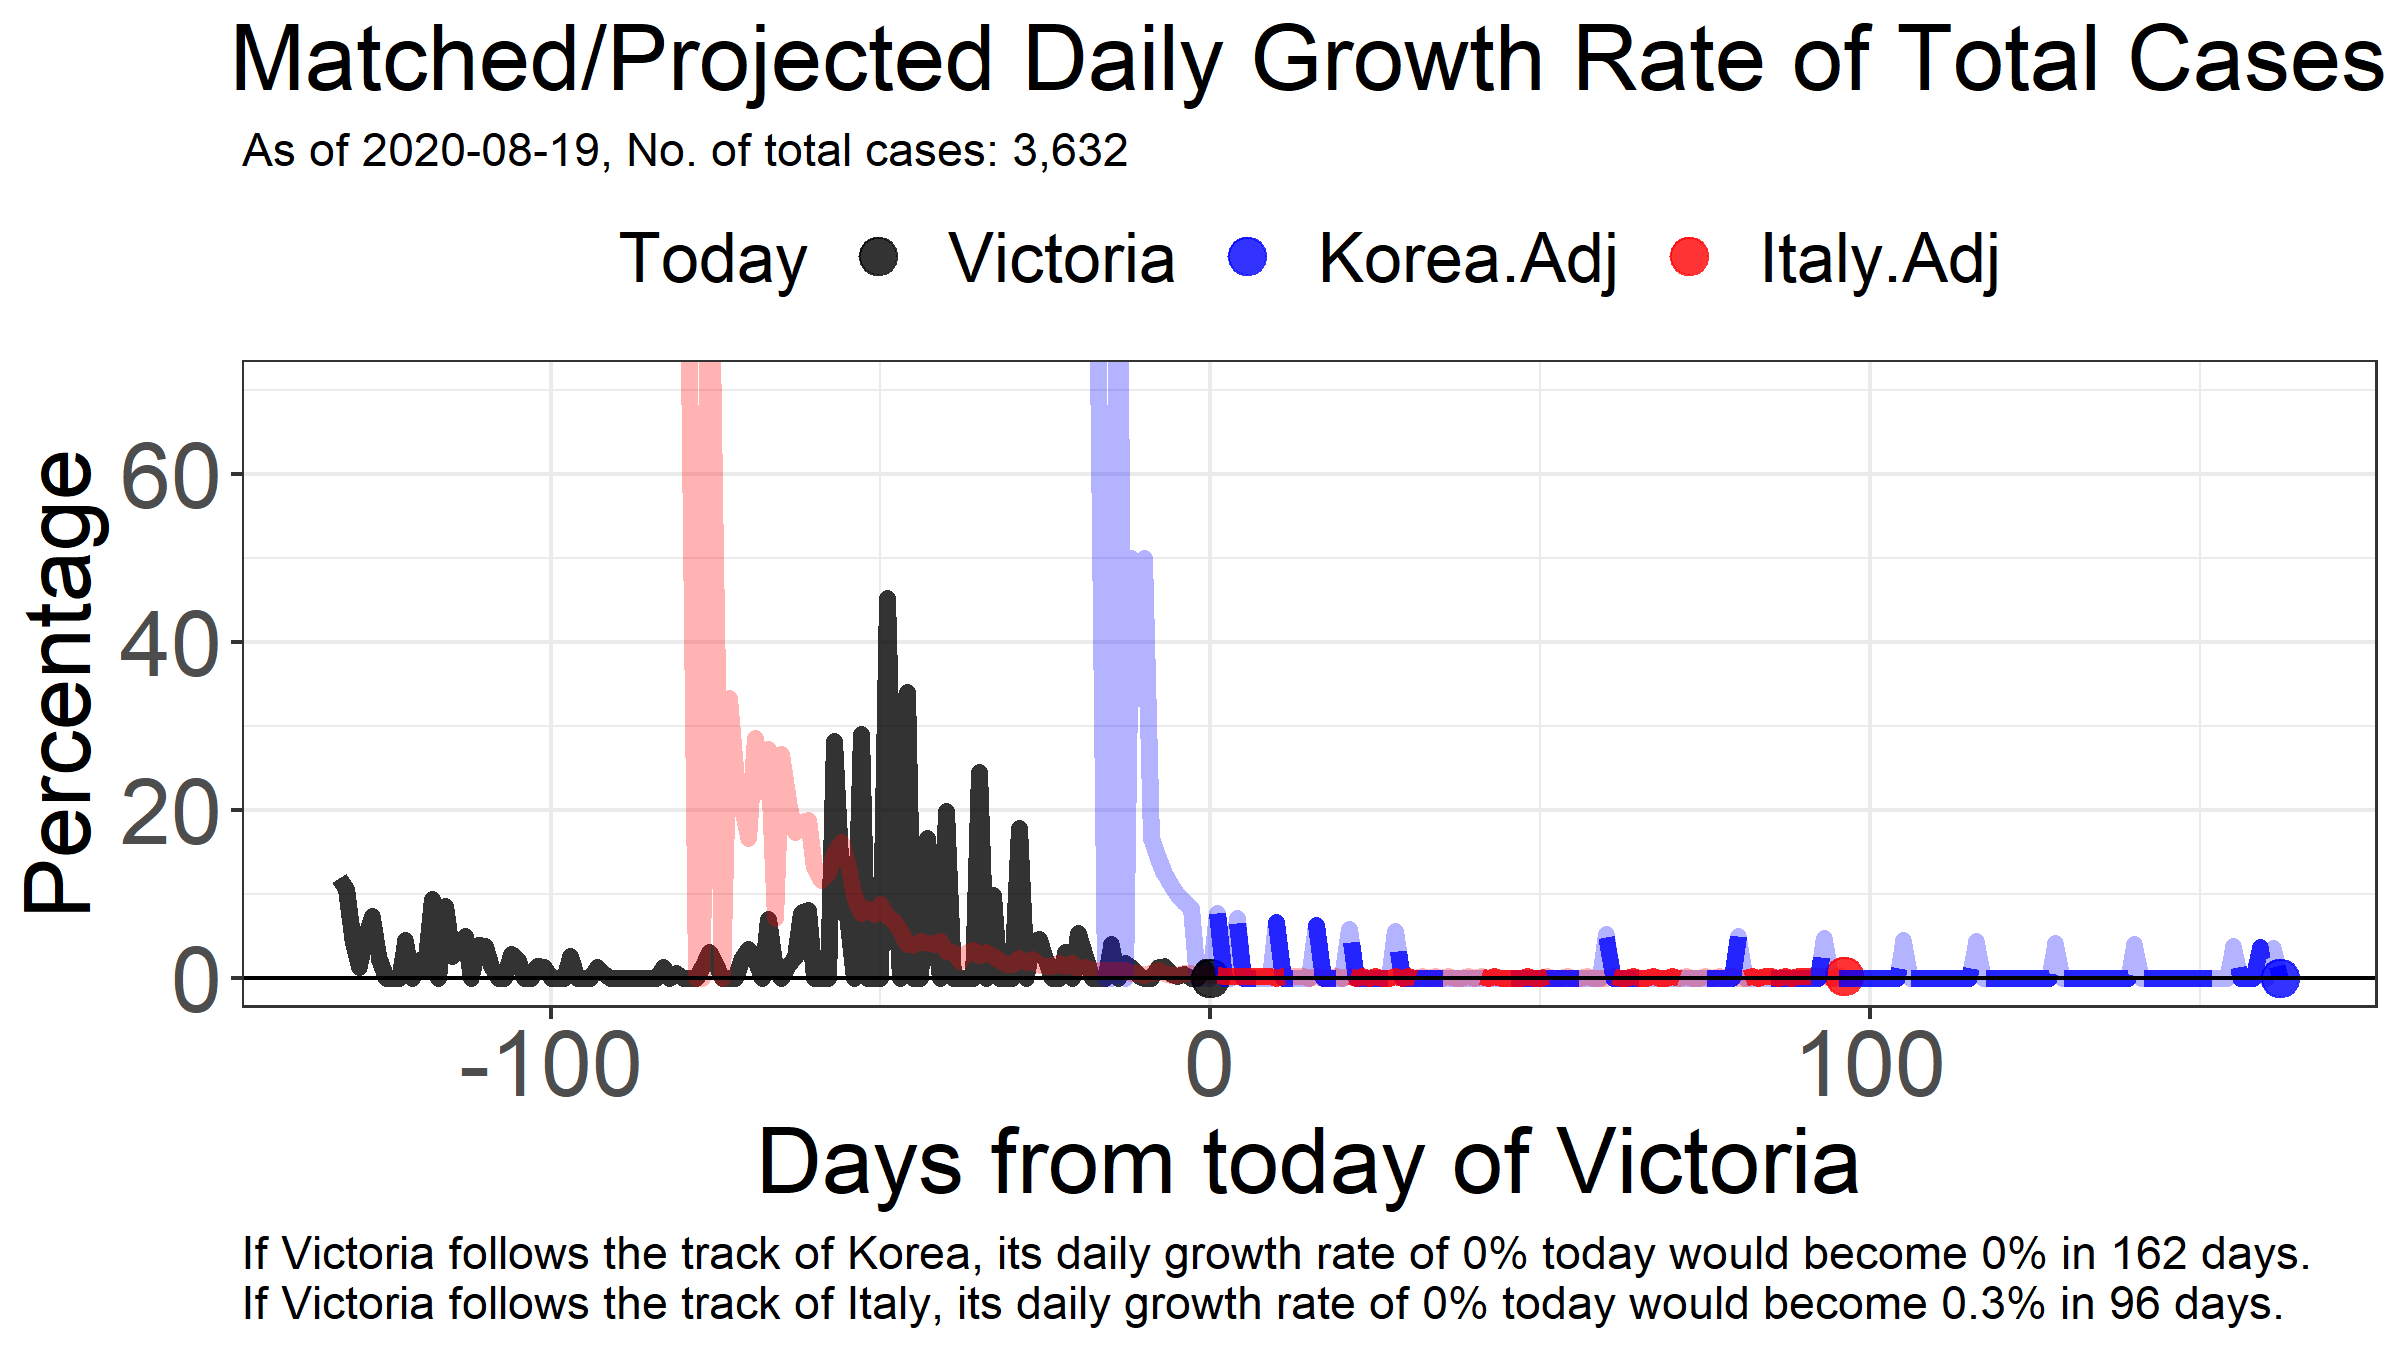 Matched/Projected Daily Growth Rate of Total Cases
As of 2020-08-19, No. of total cases: 3,632
Today Victoria Korea.Adj Italy.Adj
Percentage
60
40
20
0
-100 0 100
Days from today of Victoria
If Victoria follows the track of Korea, its daily growth rate of 0% today would become 0% in 162 days.
If Victoria follows the track of Italy, its daily growth rate of 0% today would become 0.3% in 96 days.